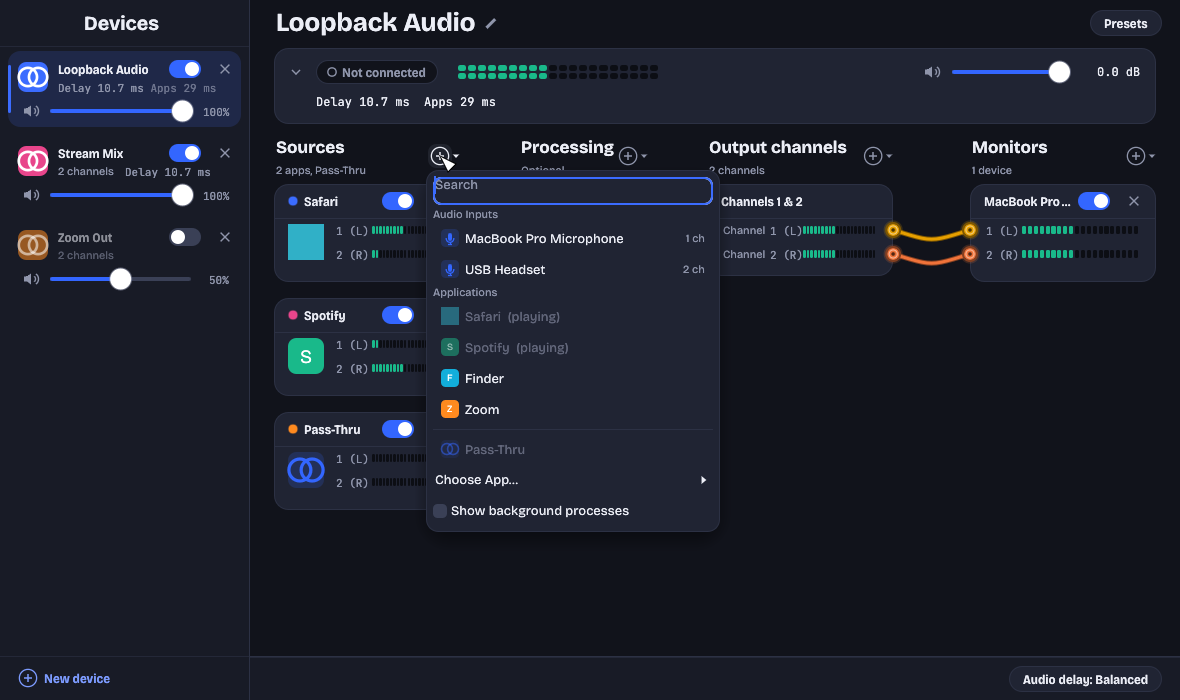 Devices
Loopback Audio
Delay 10.7 ms Apps 29 ms
100%
Stream Mix
2 channels Delay 10.7 ms
100%
Zoom Out
2 channels
50%
New device
Loopback Audio
Presets
Not connected
0.0 dB
Delay 10.7 ms Apps 29 ms
Sources
2 apps, Pass-Thru
Processing
Optional
Output channels
2 channels
Monitors
1 device
Safari
1 (L)
2 (R)
Spotify
S
1 (L)
2 (R)
Pass-Thru
1 (L)
2 (R)
Search
Audio Inputs
MacBook Pro Microphone 1 ch
USB Headset 2 ch
Applications
Safari (playing)
S Spotify (playing)
F Finder
Z Zoom
Pass-Thru
Choose App...
Show background processes
Channels 1 & 2
Channel 1 (L)
Channel 2 (R)
MacBook Pro ...
1 (L)
2 (R)
Audio delay: Balanced